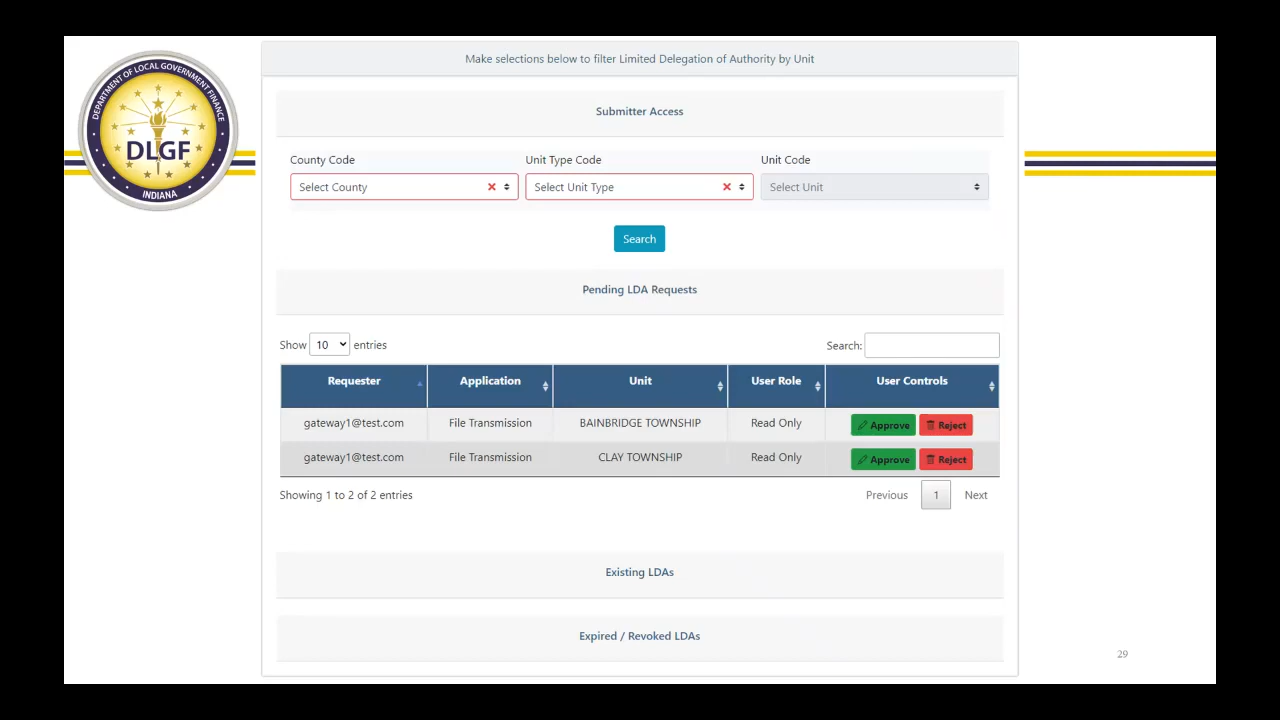 DEPARTMENT OF LOCAL GOVERNMENT FINANCE
DLGF
INDIANA
Make selections below to filter Limited Delegation of Authority by Unit
Submitter Access
County Code Unit Type Code Unit Code
Select County Select Unit Type Select Unit
Search
Pending LDA Requests
Show 10 entries Search:
Requester Application Unit User Role User Controls
gateway1@test.com File Transmission BAINBRIDGE TOWNSHIP Read Only Approve Reject
gateway1@test.com File Transmission CLAY TOWNSHIP Read Only Approve Reject
Showing 1 to 2 of 2 entries Previous 1 Next
Existing LDAs
Expired / Revoked LDAs
29